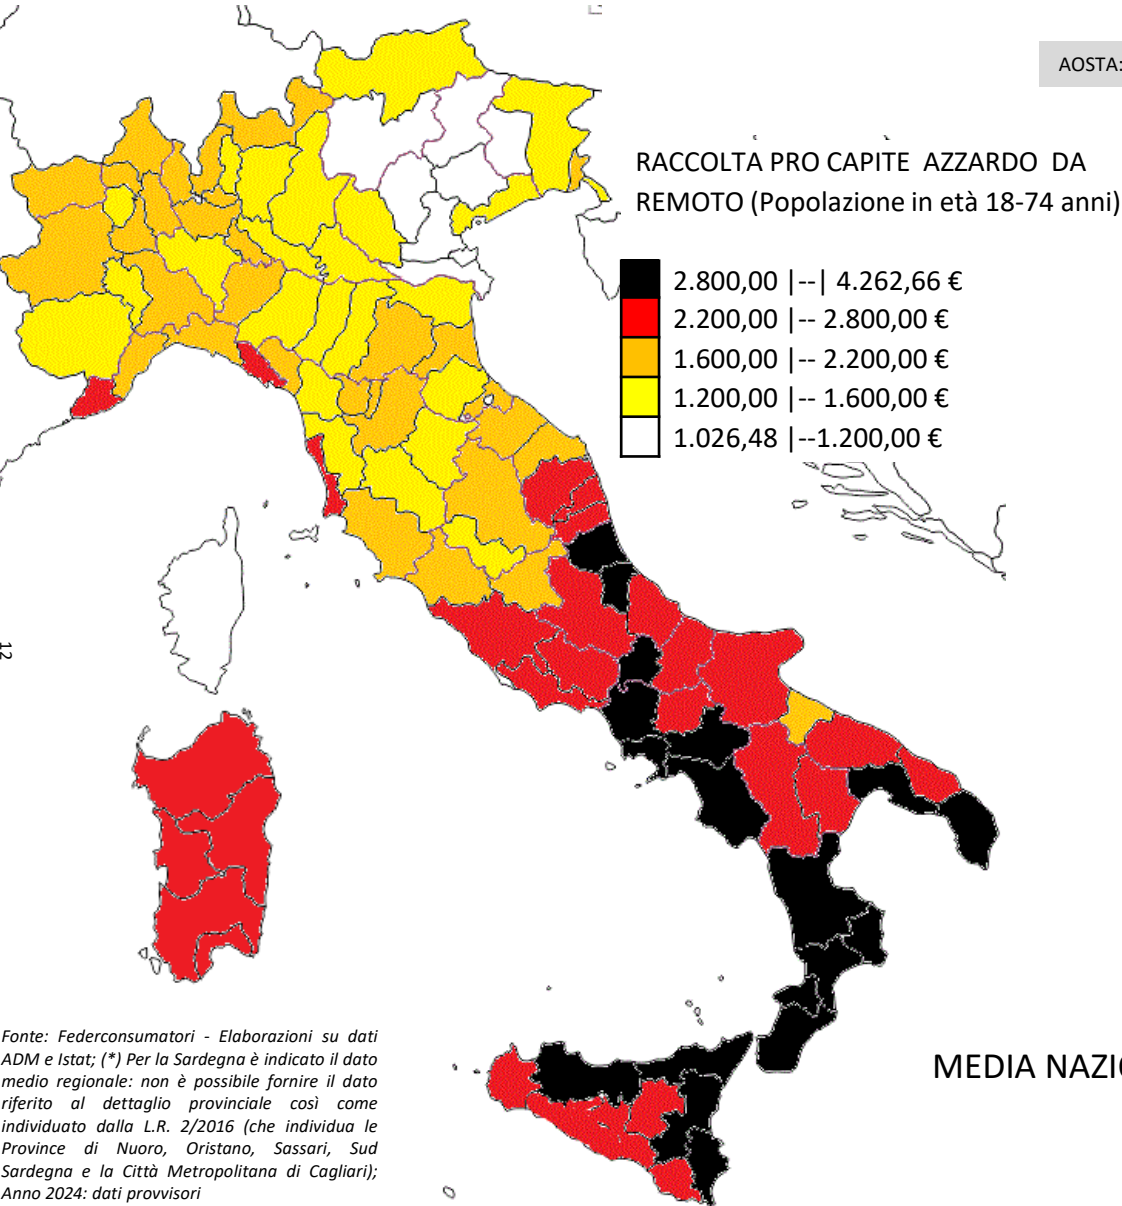 AOSTA:
RACCOLTA PRO CAPITE AZZARDO DA
REMOTO (Popolazione in età 18-74 anni)
2.800,00 |--| 4.262,66 €
2.200,00 |-- 2.800,00 €
1.600,00 |-- 2.200,00 €
1.200,00 |-- 1.600,00 €
1.026,48 |--1.200,00 €
12
Fonte: Federconsumatori - Elaborazioni su dati
ADM e Istat; (*) Per la Sardegna è indicato il dato
medio regionale: non è possibile fornire il dato
riferito al dettaglio provinciale così come
individuato dalla L.R. 2/2016 (che individua le
Province di Nuoro, Oristano, Sassari, Sud
Sardegna e la Città Metropolitana di Cagliari);
Anno 2024: dati provvisori
MEDIA NAZI